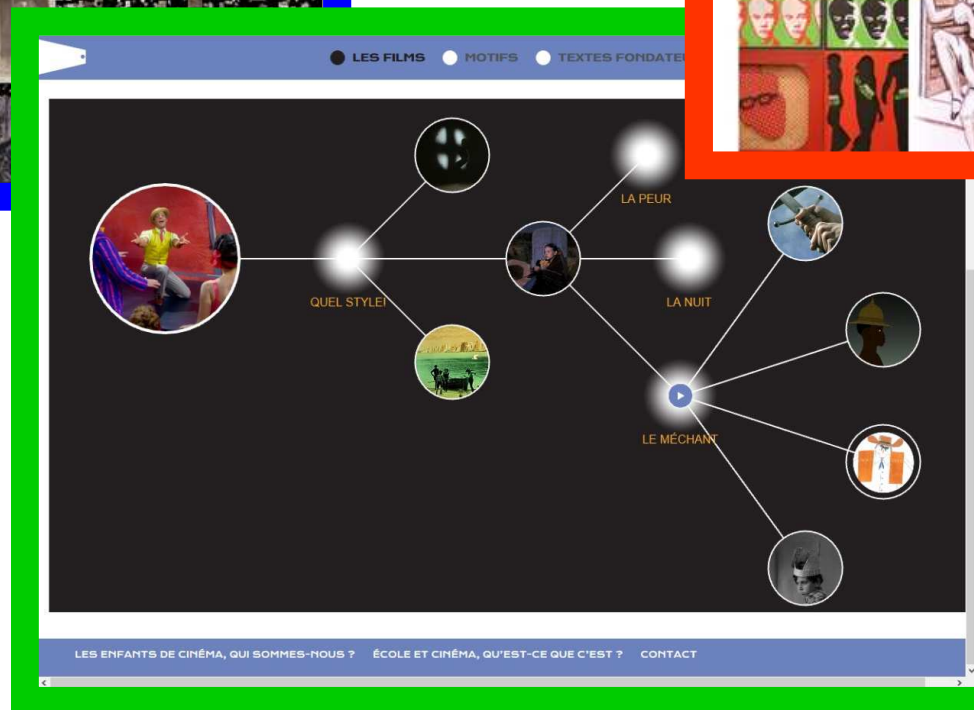 LES FILMS MOTIFS TEXTES FONDATEU
LA PEUR
QUEL STYLE!
LA NUIT
LE MÉCHANT
LES ENFANTS DE CINÉMA, QUI SOMMES-NOUS ? ÉCOLE ET CINÉMA, QU'EST-CE QUE C'EST ? CONTACT